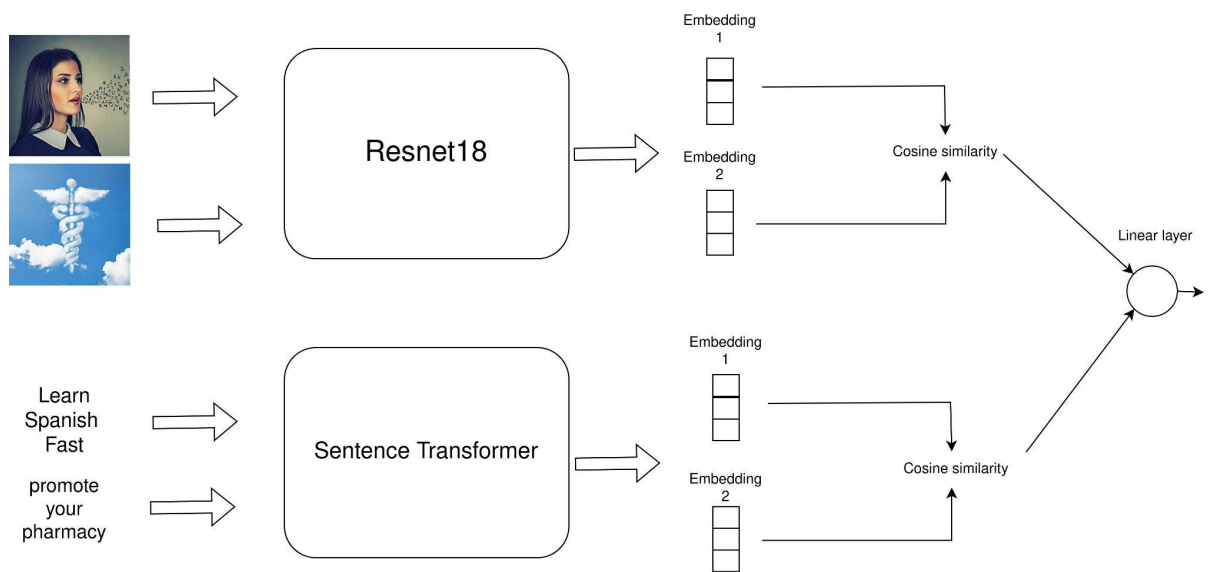 Embedding
1
Resnet18
Embedding
2
Cosine similarity
Linear layer
Learn
Spanish
Fast
promote
your
pharmacy
Sentence Transformer
Embedding
1
Embedding
2
Cosine similarity